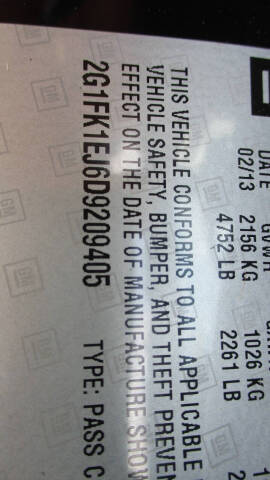 DATE GVWR
02/13 2156 KG 1026 KG
4752 LB 2261 LB
THIS VEHICLE CONFORMS TO ALL APPLICABLE
VEHICLE SAFETY, BUMPER, AND THEFT PREVEN
EFFECT ON THE DATE OF MANUFACTURE SHOW
2G1FK1EJ6D9209405 TYPE: PASS C